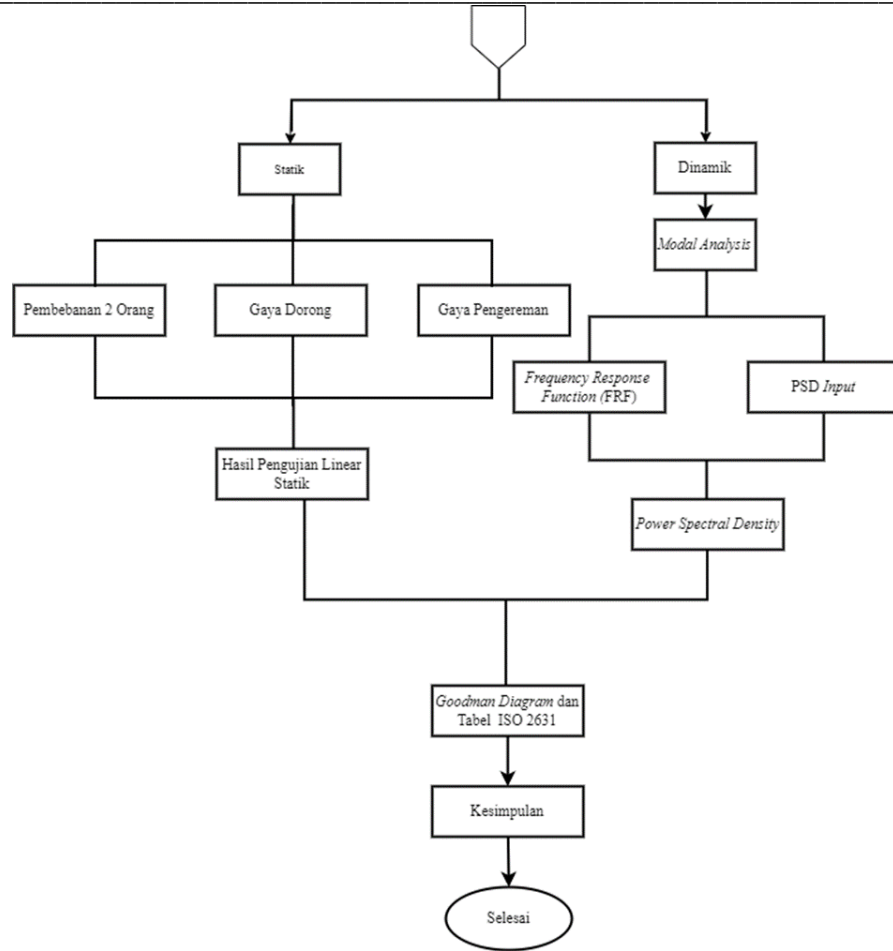 Statik
Dinamik
Modal Analysis
Pembebanan 2 Orang
Gaya Dorong
Gaya Pengereman
Frequency Response
Function (FRF)
PSD Input
Hasil Pengujian Linear
Statik
Power Spectral Density
Goodman Diagram dan
Tabel ISO 2631
Kesimpulan
Selesai